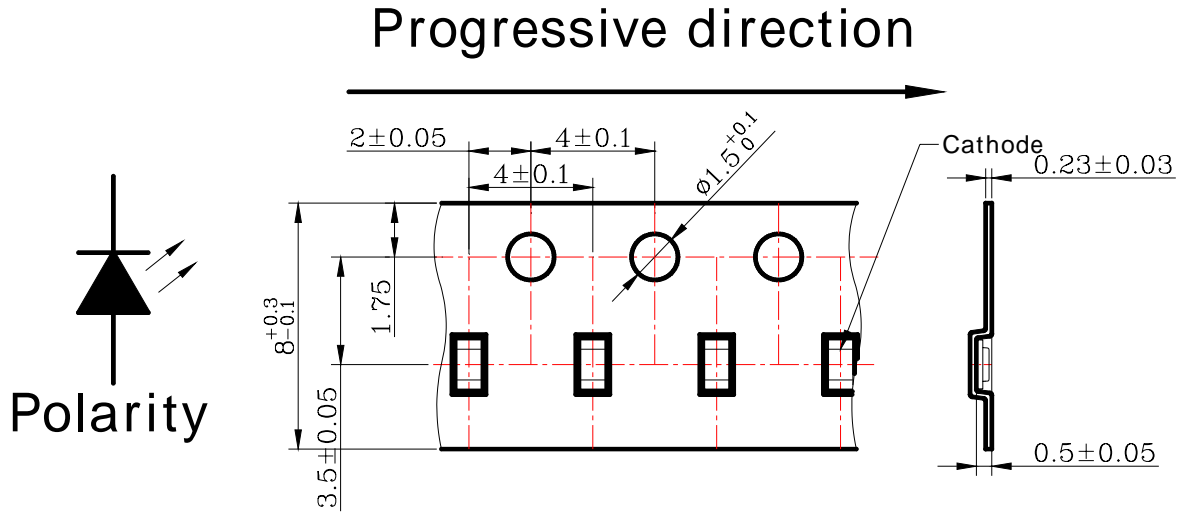 Progressive direction
2±0.05
4±0.1
ø1.5 +0.1 0
Cathode
0.23±0.03
4±0.1
8 +0.3 -0.1
1.75
Polarity
3.5±0.05
0.5±0.05